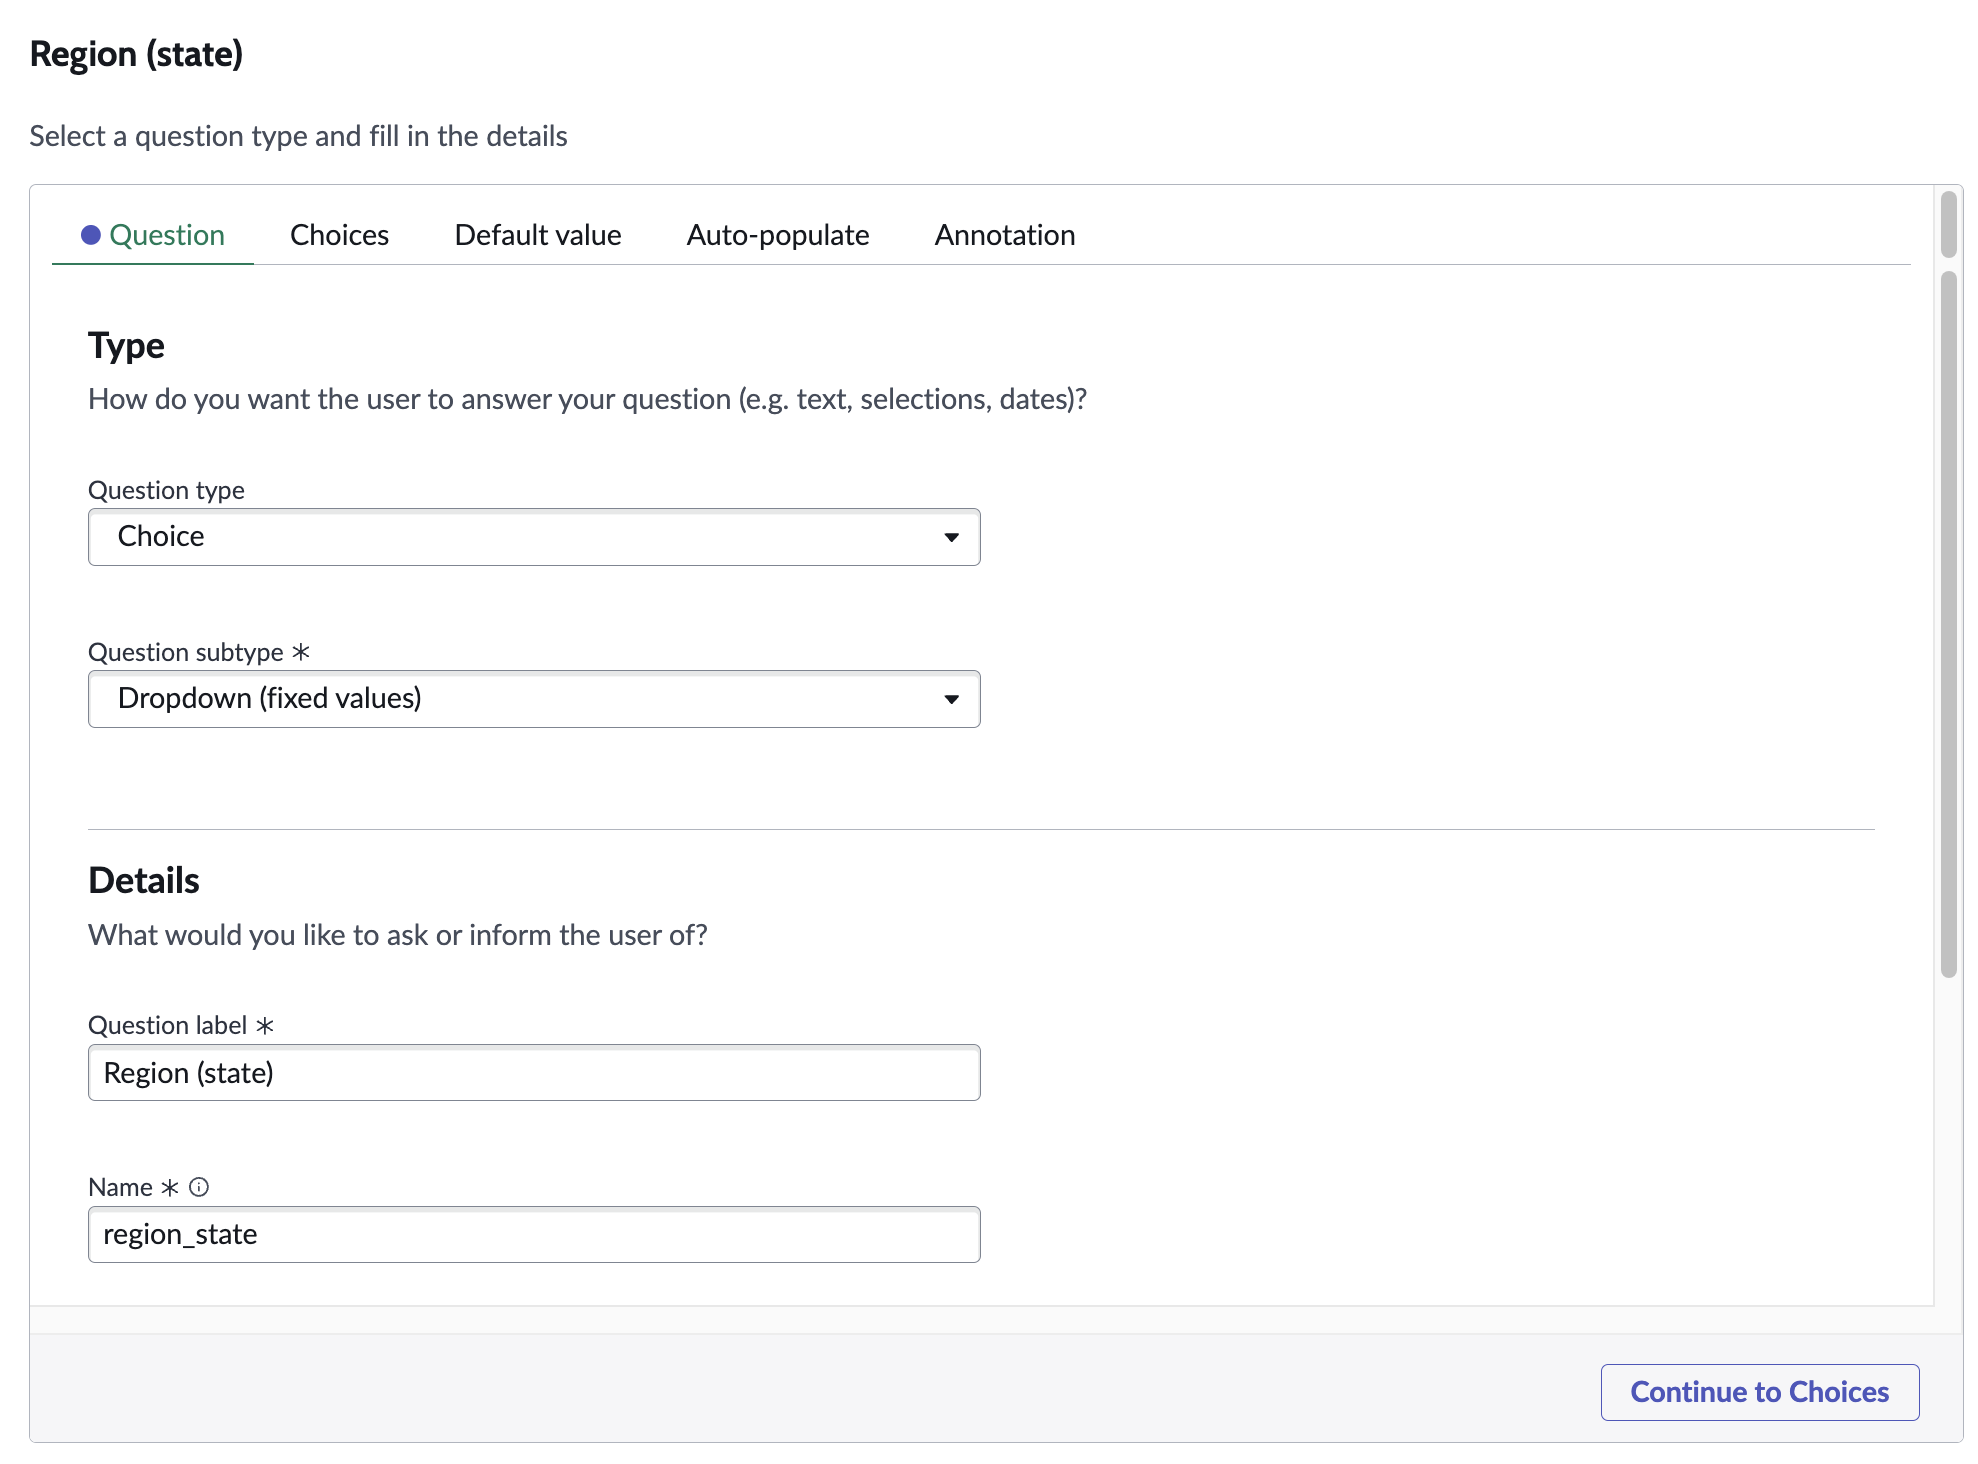 Region (state)
Select a question type and fill in the details
Question Choices Default value Auto-populate Annotation
Type
How do you want the user to answer your question (e.g. text, selections, dates)?
Question type
Choice
Question subtype *
Dropdown (fixed values)
Details
What would you like to ask or inform the user of?
Question label *
Region (state)
Name *
region_state
Continue to Choices